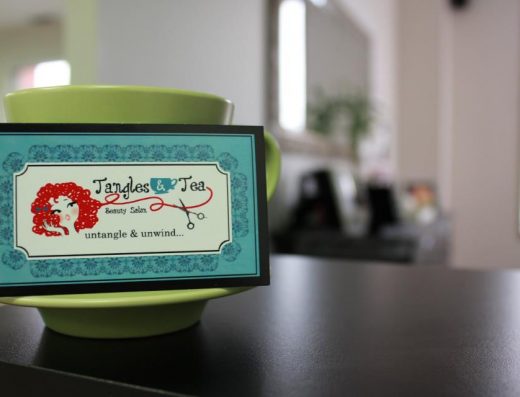 Tangles & Tea
Beauty Salon
untangle & unwind...